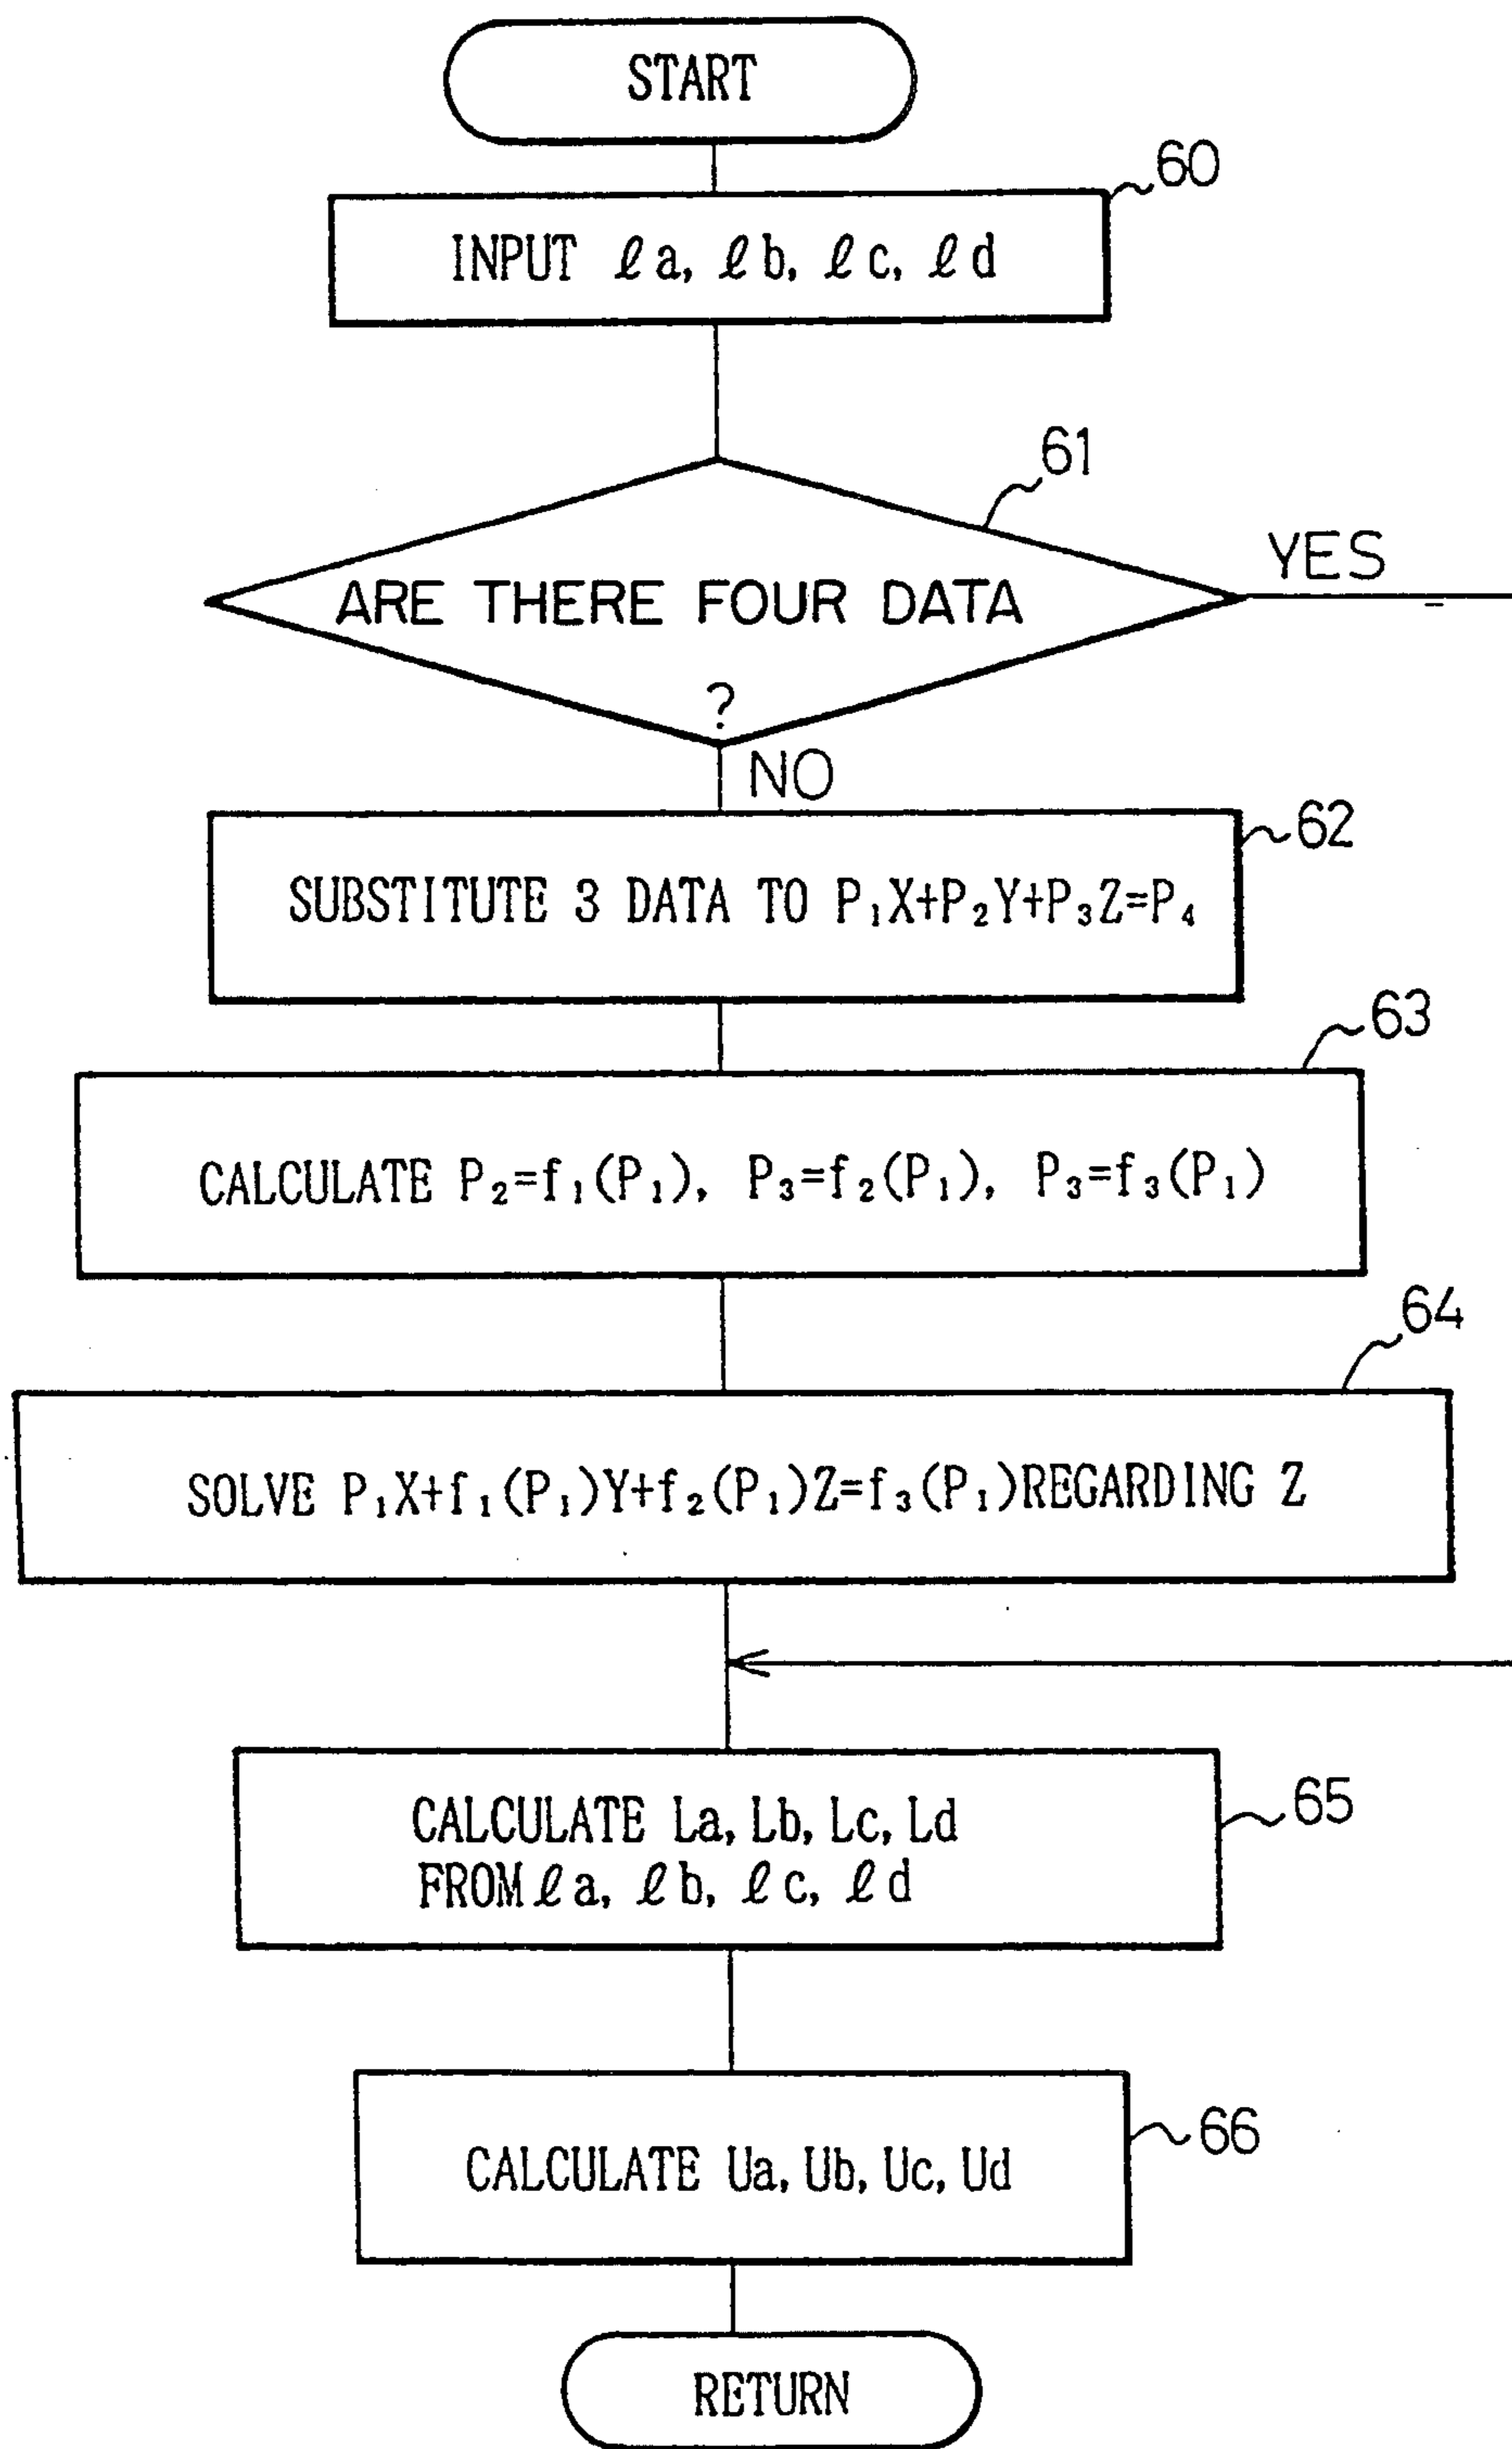 START
60
INPUT ℓa, ℓb, ℓc, ℓd
61
YES
ARE THERE FOUR DATA
?
NO
62
SUBSTITUTE 3 DATA TO P₁X+P₂Y+P₃Z=P₄
63
CALCULATE P₂=f₁(P₁), P₃=f₂(P₁), P₃=f₃(P₁)
64
SOLVE P₁X+f₁(P₁)Y+f₂(P₁)Z=f₃(P₁)REGARDING Z
65
CALCULATE La, Lb, Lc, Ld
FROM ℓa, ℓb, ℓc, ℓd
66
CALCULATE Ua, Ub, Uc, Ud
RETURN